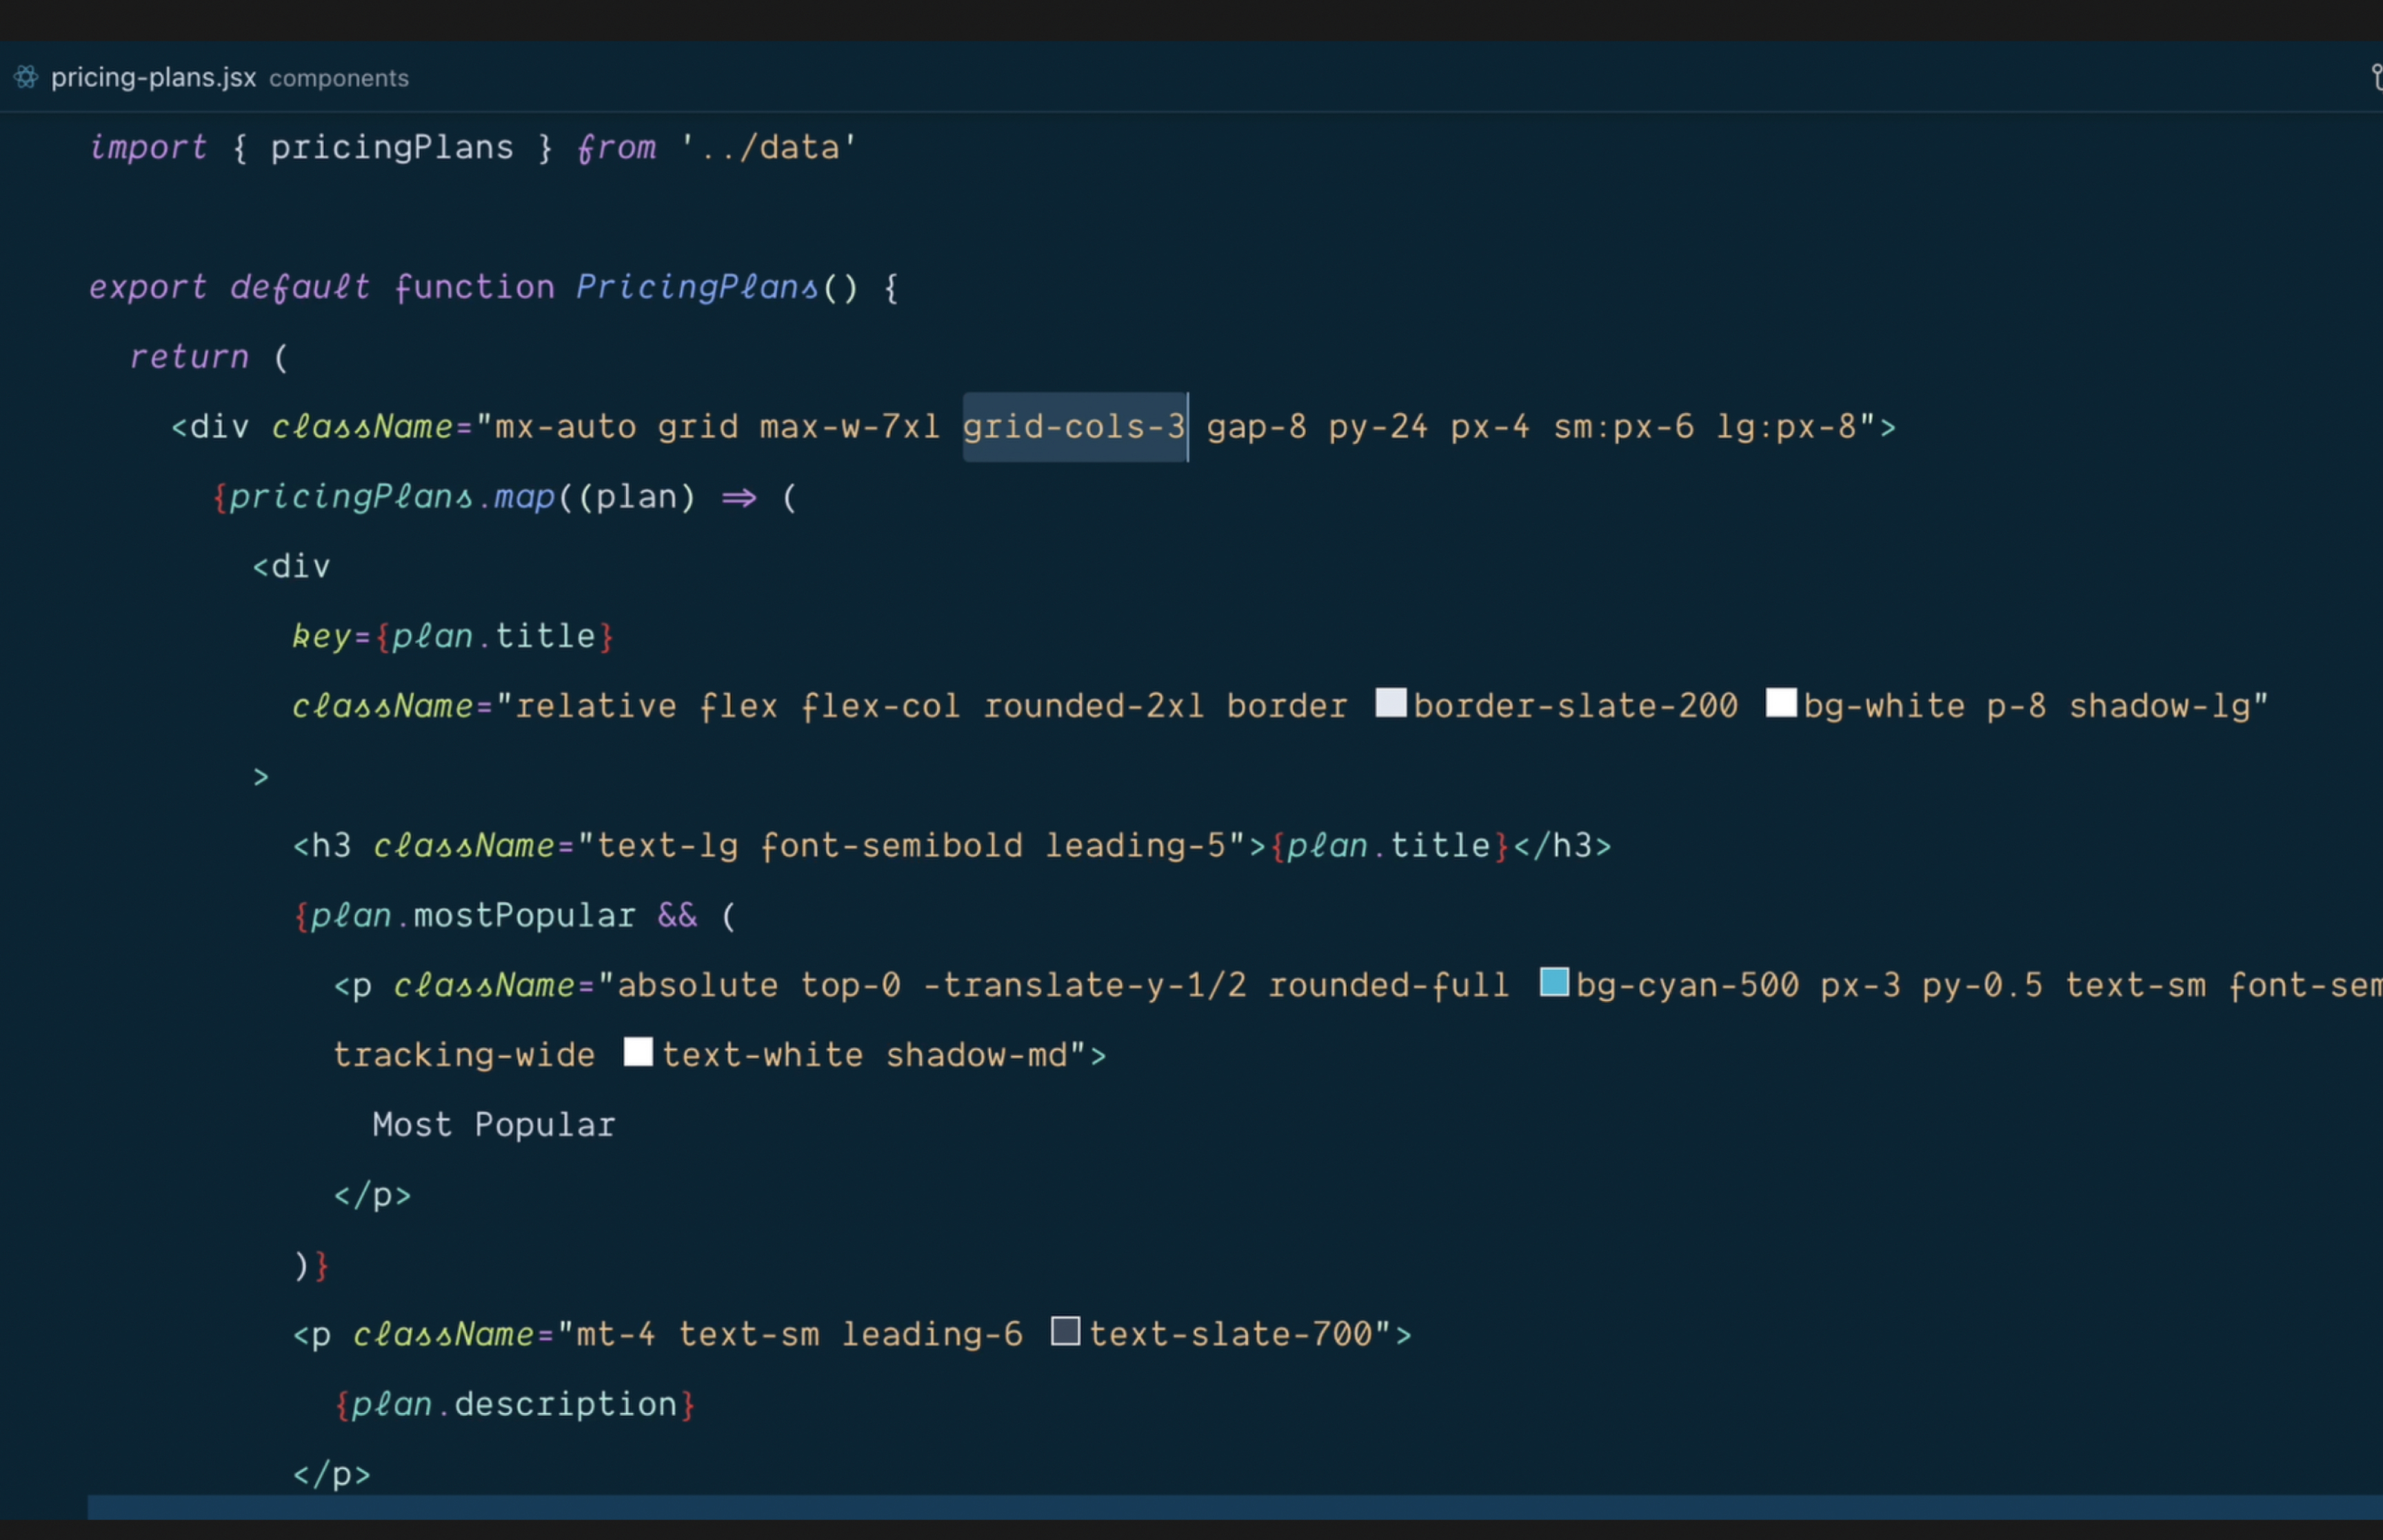 pricing-plans.jsx components
import { pricingPlans } from '../data'
export default function PricingPlans() {
return (
<div className="mx-auto grid max-w-7xl grid-cols-3 gap-8 py-24 px-4 sm:px-6 lg:px-8">
{pricingPlans.map((plan) => (
<div
key={plan.title}
className="relative flex flex-col rounded-2xl border border-slate-200 bg-white p-8 shadow-lg"
>
<h3 className="text-lg font-semibold leading-5">{plan.title}</h3>
{plan.mostPopular && (
<p className="absolute top-0 -translate-y-1/2 rounded-full bg-cyan-500 px-3 py-0.5 text-sm font-sem
tracking-wide text-white shadow-md">
Most Popular
</p>
)}
<p className="mt-4 text-sm leading-6 text-slate-700">
{plan.description}
</p>